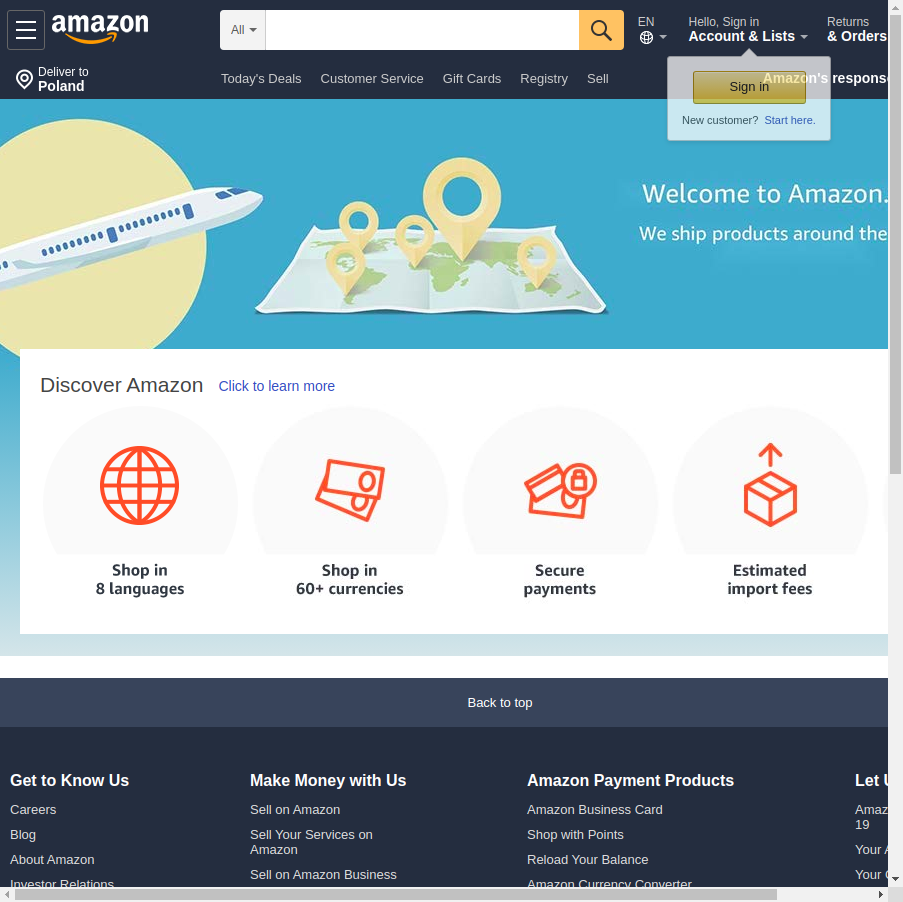 amazon
All
EN
Hello, Sign in
Account & Lists
Returns
& Orders
Deliver to
Poland
Today's Deals
Customer Service
Gift Cards
Registry
Sell
Amazon's response
Sign in
New customer? Start here.
Welcome to Amazon.
We ship products around the
Discover Amazon
Click to learn more
Shop in
8 languages
Shop in
60+ currencies
Secure
payments
Estimated
import fees
Back to top
Get to Know Us
Careers
Blog
About Amazon
Investor Relations
Make Money with Us
Sell on Amazon
Sell Your Services on
Amazon
Sell on Amazon Business
Amazon Payment Products
Amazon Business Card
Shop with Points
Reload Your Balance
Amazon Currency Converter
Let
19
Your
Your